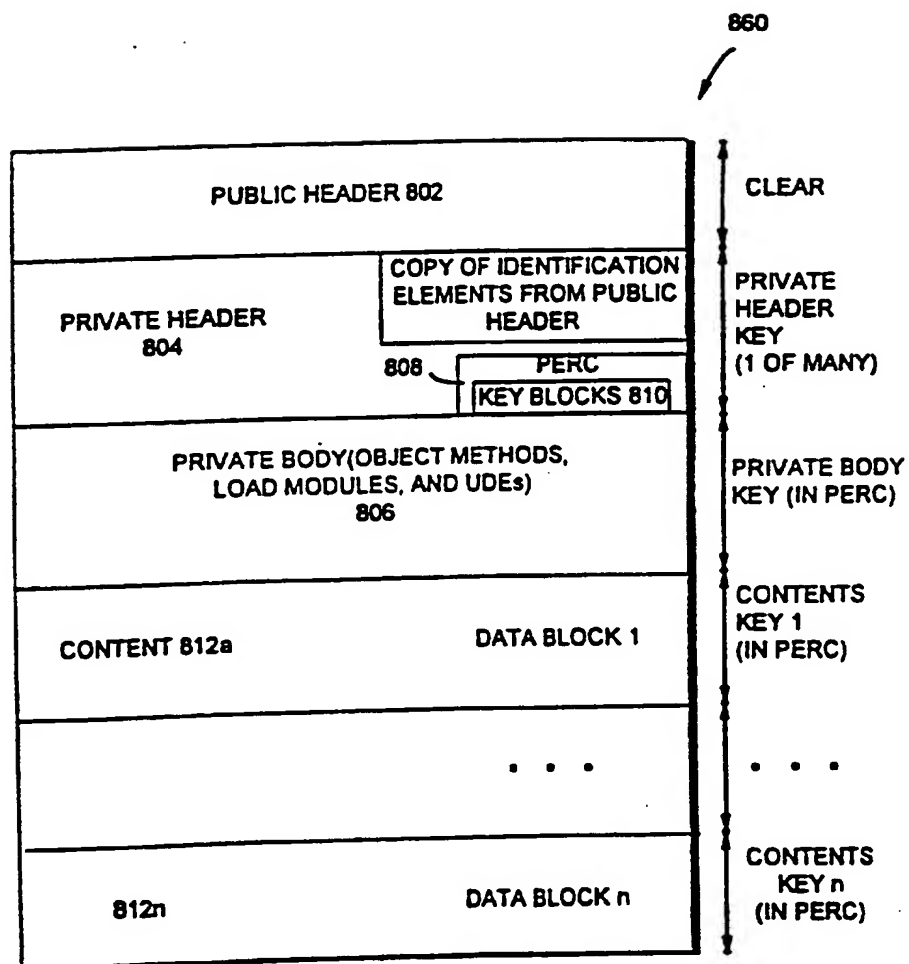 860
PUBLIC HEADER 802
CLEAR
COPY OF IDENTIFICATION
ELEMENTS FROM PUBLIC
HEADER
PRIVATE HEADER
804
PRIVATE
HEADER
KEY
(1 OF MANY)
808
PERC
KEY BLOCKS 810
PRIVATE BODY(OBJECT METHODS,
LOAD MODULES, AND UDEs)
806
PRIVATE BODY
KEY (IN PERC)
CONTENT 812a
DATA BLOCK 1
CONTENTS
KEY 1
(IN PERC)
• • •
• • •
812n
DATA BLOCK n
CONTENTS
KEY n
(IN PERC)